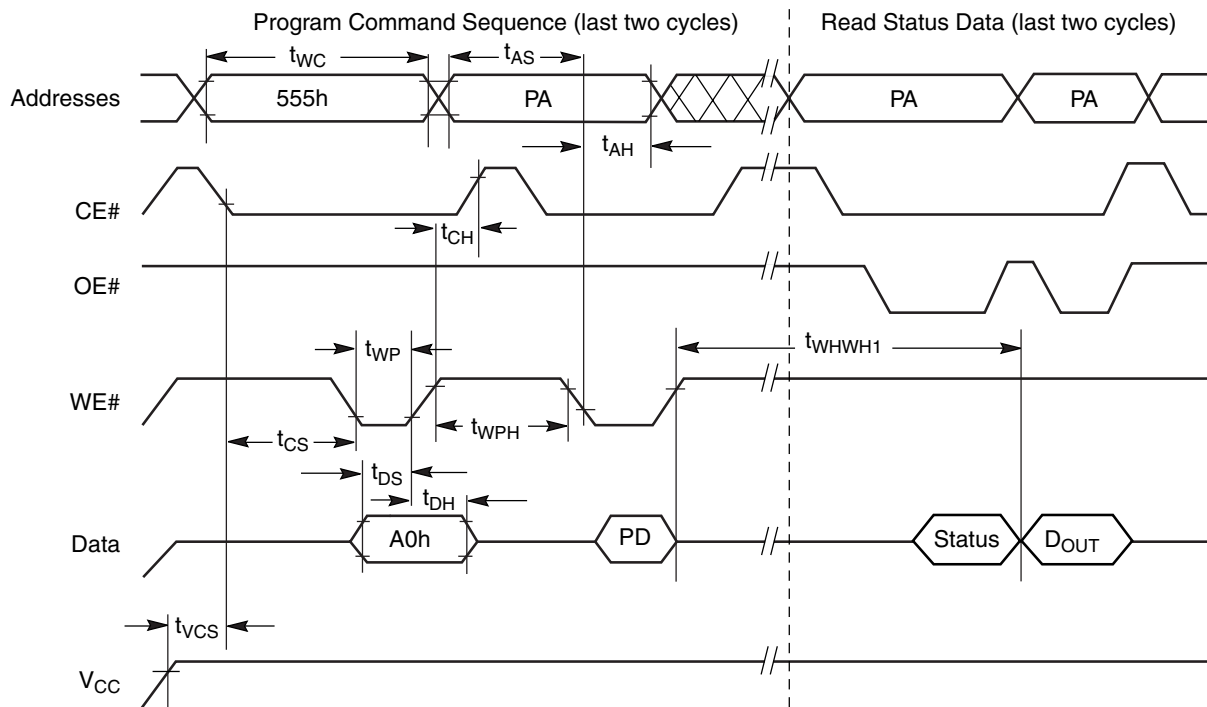 Program Command Sequence (last two cycles)
Read Status Data (last two cycles)
tWC
tAS
Addresses
555h
PA
PA
PA
tAH
CE#
tCH
OE#
tWP
tWHWH1
WE#
tCS
tWPH
tDS
tDH
Data
A0h
PD
Status
DOUT
tVCS
VCC